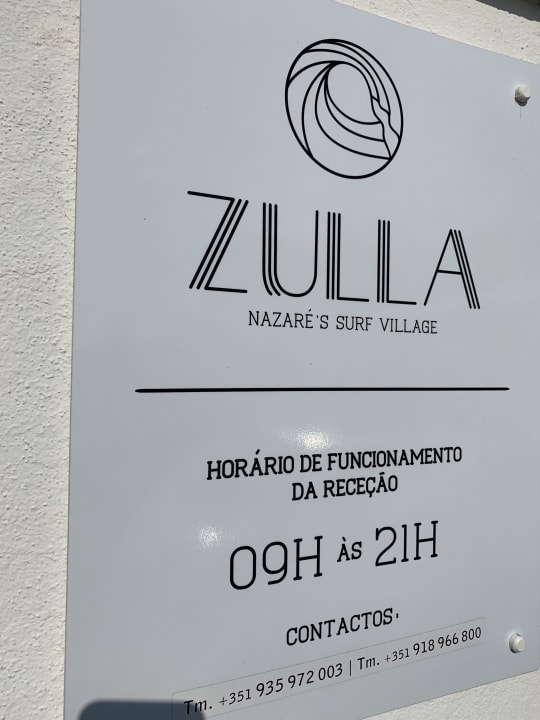 ZULLA
NAZARÉ'S SURF VILLAGE
HORÁRIO DE FUNCIONAMENTO
DA RECEÇÃO
09H ÀS 21H
CONTACTOS:
Tm. +351 935 972 003 | Tm. +351 918 966 800